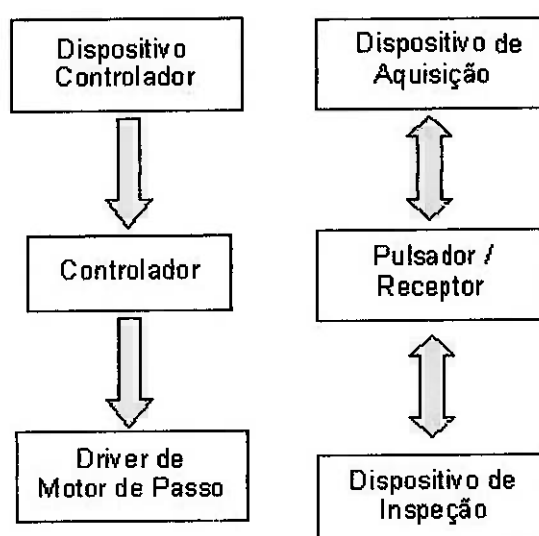 Dispositivo
Controlador
Controlador
Driver de
Motor de Passo
Dispositivo de
Aquisição
Pulsador /
Receptor
Dispositivo de
Inspeção